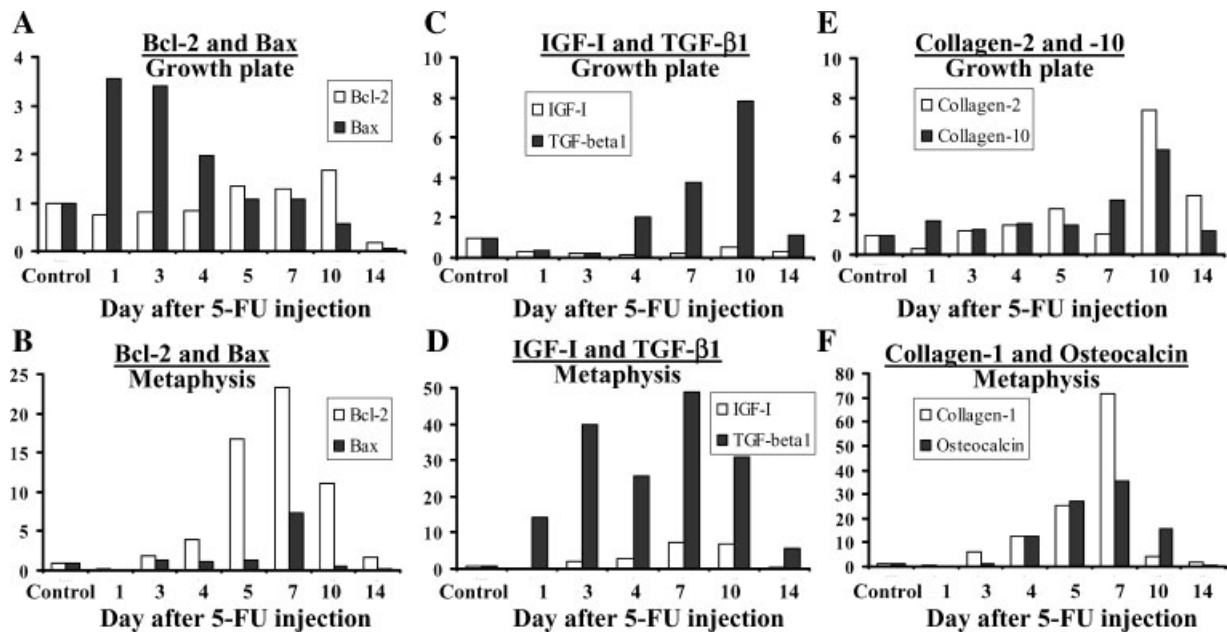 A
Bcl-2 and Bax
Growth plate
5
4
3
2
1
0
Bcl-2
Bax
Control 1 3 4 5 7 10 14
Day after 5-FU injection
C
IGF-I and TGF-β1
Growth plate
10
8
6
4
2
0
IGF-I
TGF-beta1
Control 1 3 4 5 7 10 14
Day after 5-FU injection
E
Collagen-2 and -10
Growth plate
10
8
6
4
2
0
Collagen-2
Collagen-10
Control 1 3 4 5 7 10 14
Day after 5-FU injection
B
Bcl-2 and Bax
Metaphysis
25
20
15
10
5
0
Bcl-2
Bax
Control 1 3 4 5 7 10 14
Day after 5-FU injection
D
IGF-I and TGF-β1
Metaphysis
50
40
30
20
10
0
IGF-I
TGF-beta1
Control 1 3 4 7 10 14
Day after 5-FU injection
F
Collagen-1 and Osteocalcin
Metaphysis
80
70
60
50
40
30
20
10
0
Collagen-1
Osteocalcin
Control 1 3 4 5 7 10 14
Day after 5-FU injection